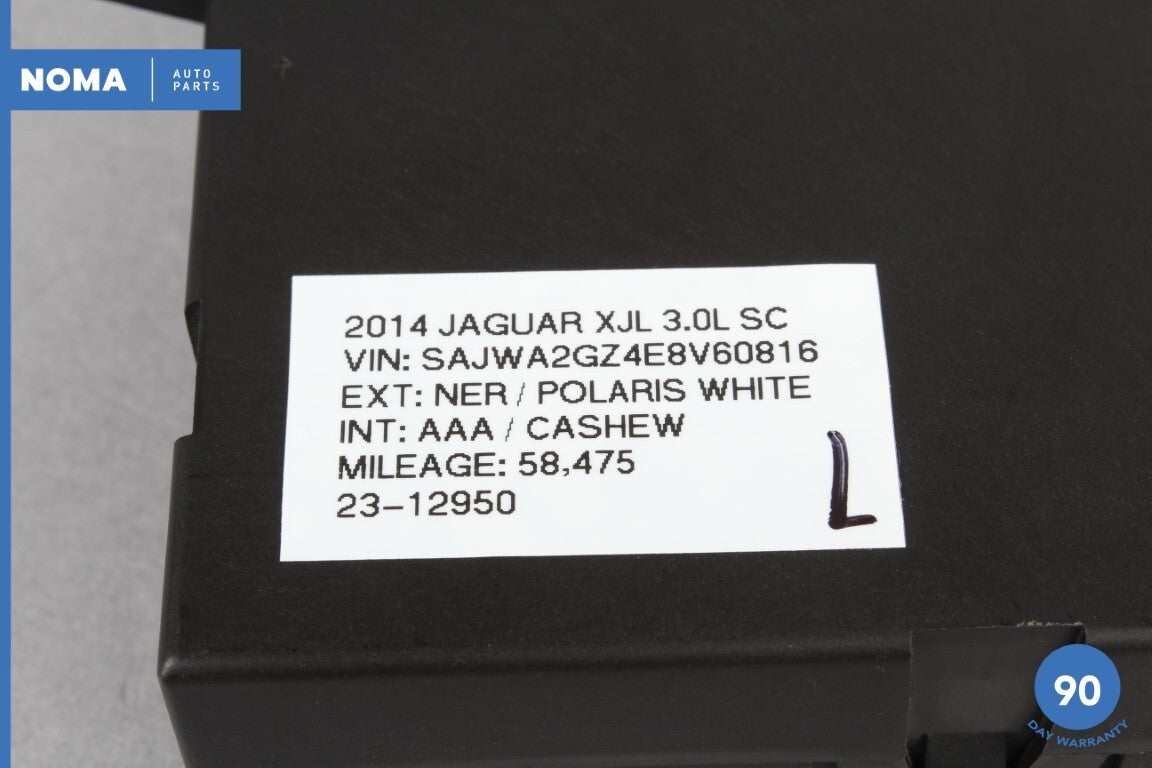 NOMA
AUTO
PARTS
2014 JAGUAR XJL 3.0L SC
VIN: SAJWA2GZ4E8V60816
EXT: NER / POLARIS WHITE
INT: AAA / CASHEW
MILEAGE: 58,475
23-12950
L
90
DAY WARRANTY